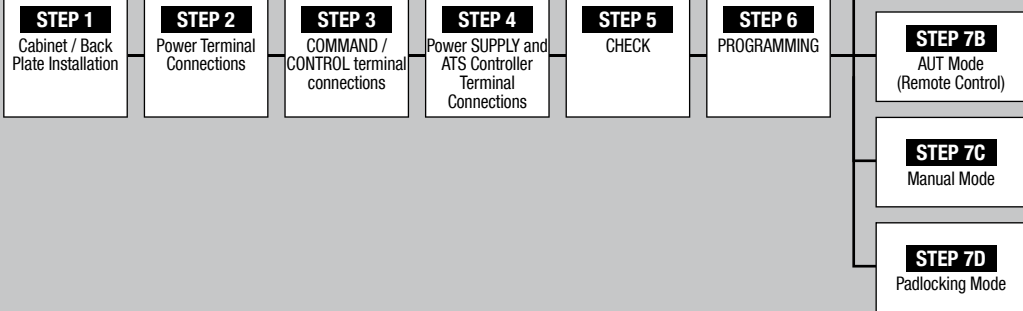 STEP 1
Cabinet / Back
Plate Installation
STEP 2
Power Terminal
Connections
STEP 3
COMMAND /
CONTROL terminal
connections
STEP 4
Power SUPPLY and
ATS Controller
Terminal
Connections
STEP 5
CHECK
STEP 6
PROGRAMMING
STEP 7B
AUT Mode
(Remote Control)
STEP 7C
Manual Mode
STEP 7D
Padlocking Mode